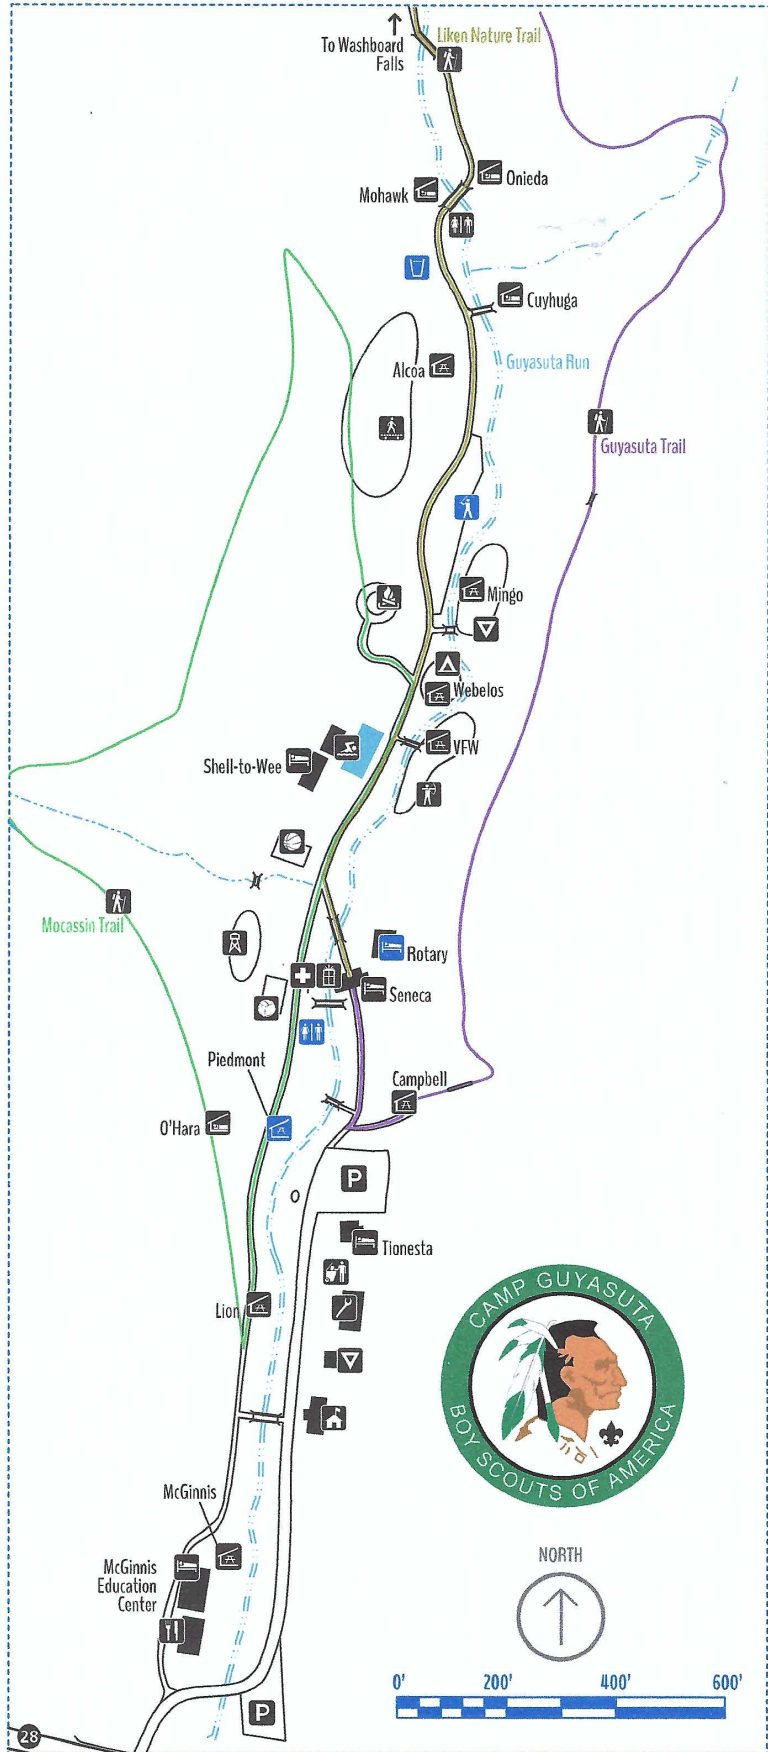 To Washboard
Falls
Liken Nature Trail
Onieda
Mohawk
Cuyhuga
Alcoa
Guyasuta Run
Guyasuta Trail
Mingo
Webelos
VFW
Shell-to-Wee
Mocassin Trail
Rotary
Seneca
Piedmont
Campbell
O'Hara
P
Tionesta
Lion
CAMP GUYASUTA
BOY SCOUTS OF AMERICA
McGinnis
McGinnis
Education
Center
NORTH
0' 200' 400' 600'
P
28